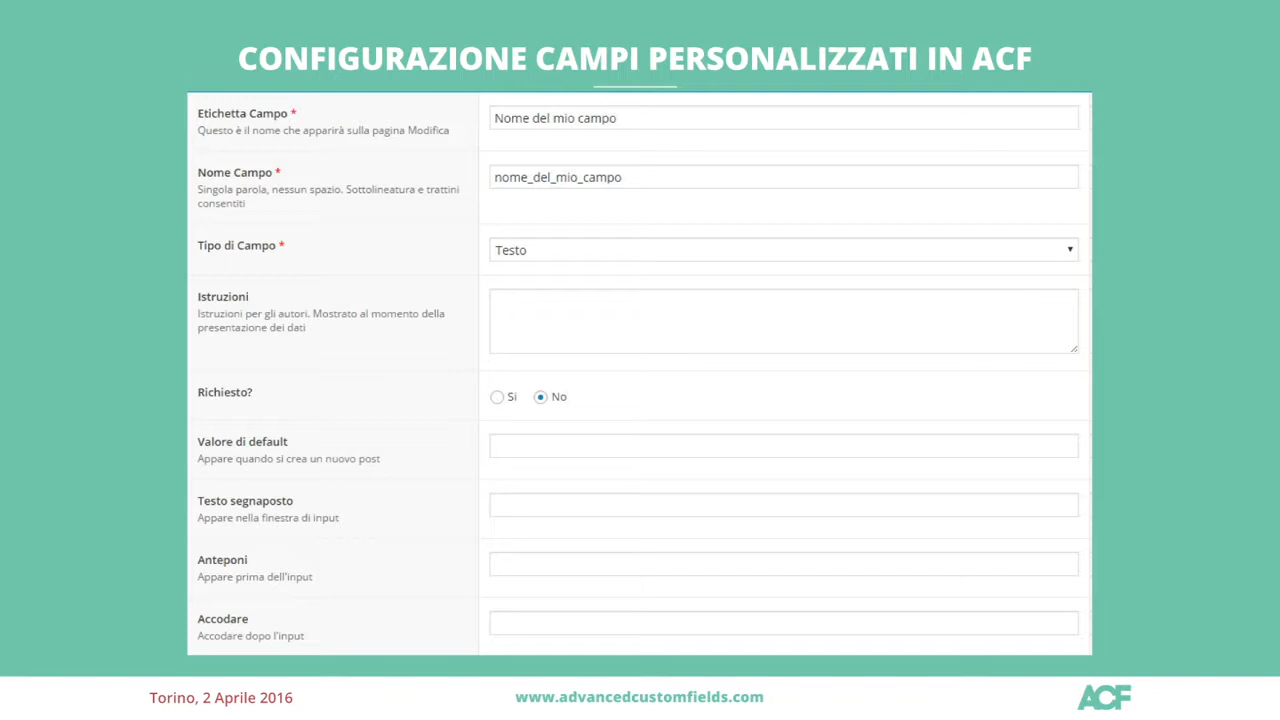 CONFIGURAZIONE CAMPI PERSONALIZZATI IN ACF
Etichetta Campo *
Questo è il nome che apparirà sulla pagina Modifica
Nome del mio campo
Nome Campo *
Singola parola, nessun spazio. Sottolineatura e trattini
consentiti
nome_del_mio_campo
Tipo di Campo *
Testo
Istruzioni
Istruzioni per gli autori. Mostrato al momento della
presentazione dei dati
Richiesto?
Si No
Valore di default
Appare quando si crea un nuovo post
Testo segnaposto
Appare nella finestra di input
Anteponi
Appare prima dell'input
Accodare
Accodare dopo l'input
Torino, 2 Aprile 2016 www.advancedcustomfields.com ACF